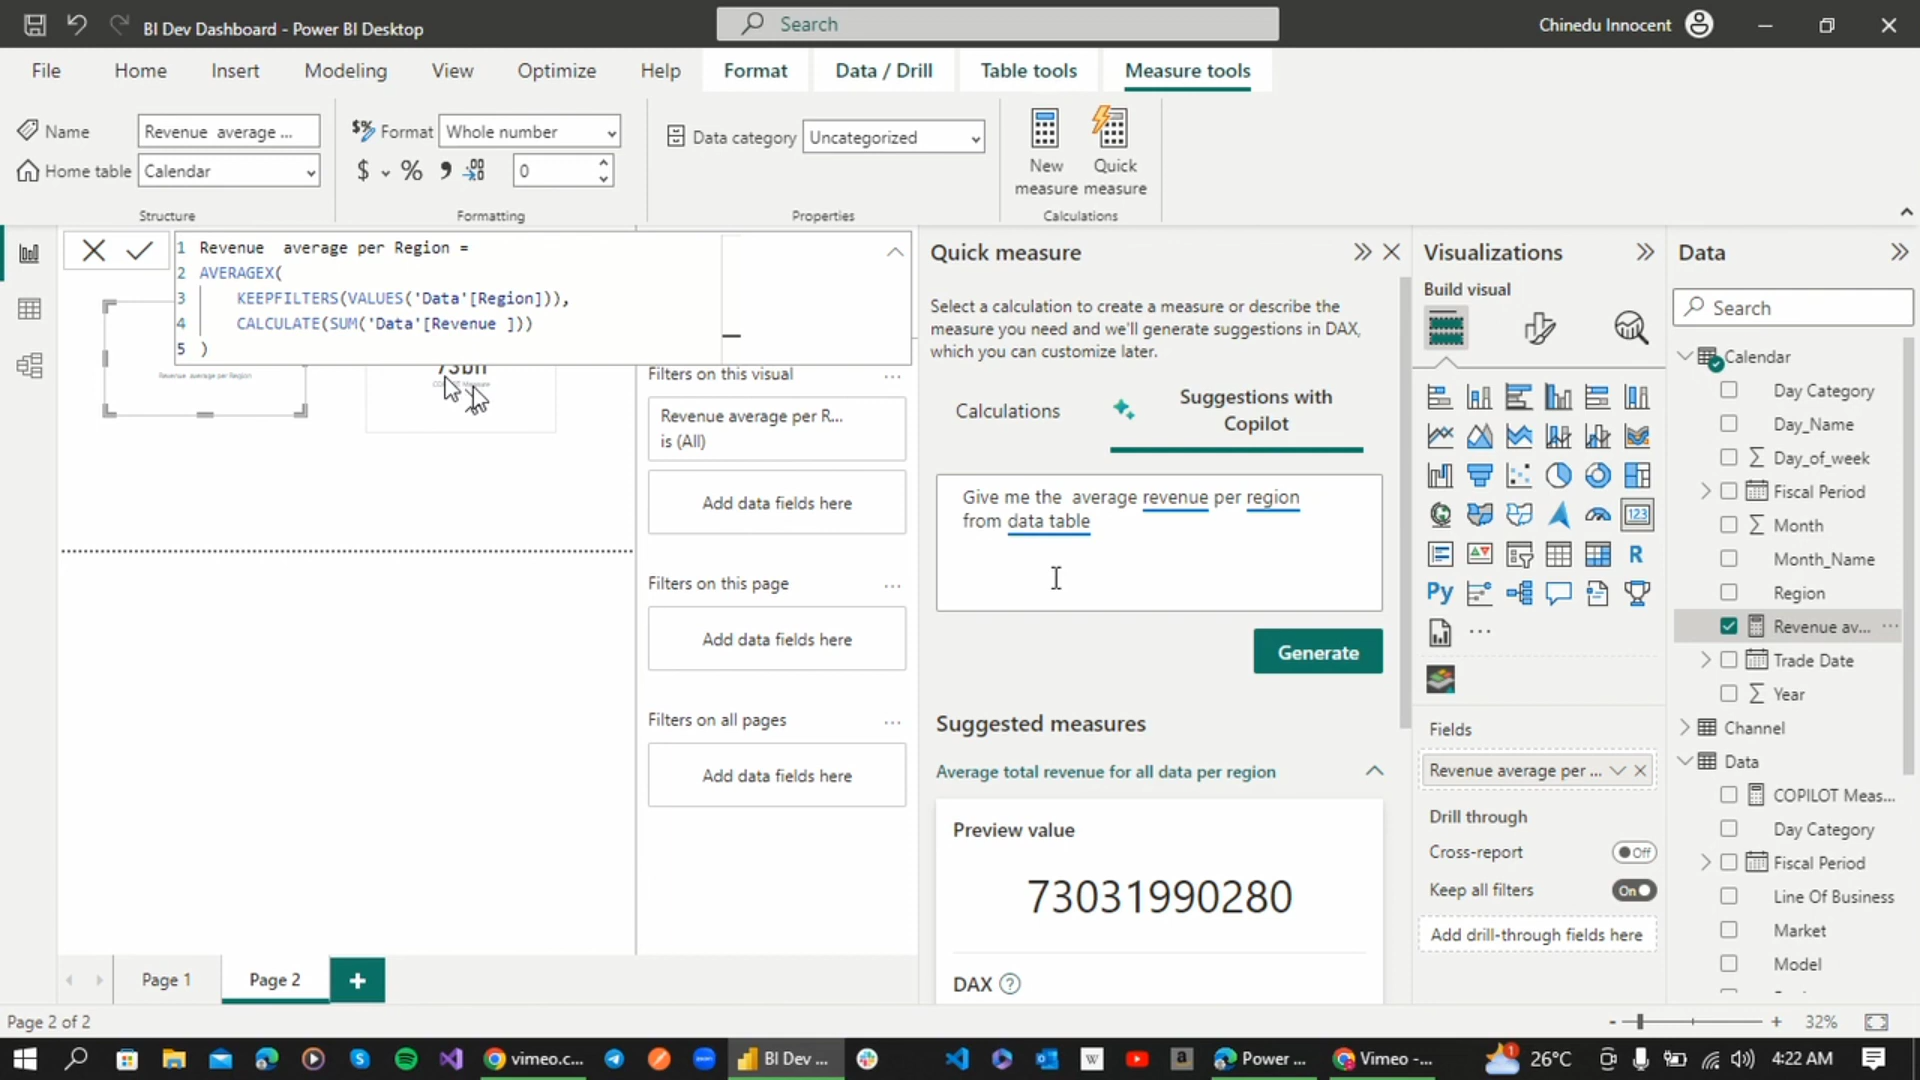 BI Dev Dashboard - Power BI Desktop
Search
Chinedu Innocent
File
Home
Insert
Modeling
View
Optimize
Help
Format
Data / Drill
Table tools
Measure tools
Name
Revenue  average ...
Home table
Calendar
Structure
$% Format
Whole number
$
%
0
Formatting
Data category
Uncategorized
Properties
New
measure
Quick
measure
Calculations
1 Revenue  average per Region =
2 AVERAGEX(
3 KEEPFILTERS(VALUES('Data'[Region])),
4 CALCULATE(SUM('Data'[Revenue ]))
5 )
Revenue average per Region
73bn
Filters on this visual
...
Revenue average per R...
is (All)
Add data fields here
Filters on this page
...
Add data fields here
Filters on all pages
...
Add data fields here
Quick measure
Select a calculation to create a measure or describe the
measure you need and we'll generate suggestions in DAX,
which you can customize later.
Calculations
Suggestions with
Copilot
Give me the  average revenue per region
from data table
Generate
Suggested measures
Average total revenue for all data per region
Preview value
73031990280
DAX
Visualizations
Build visual
123
R
Py
...
Fields
Revenue average per ...
Drill through
Cross-report
Off
Keep all filters
On
Add drill-through fields here
Data
Search
Calendar
Day Category
Day_Name
Day_of_week
Fiscal Period
Month
Month_Name
Region
Revenue av...
...
Trade Date
Year
Channel
Data
COPILOT Meas...
Day Category
Fiscal Period
Line Of Business
Market
Model
Page 1
Page 2
+
Page 2 of 2
-
+
32%
vimeo.c...
BI Dev ...
W
a
Power ...
Vimeo -...
1
26°C
4:22 AM